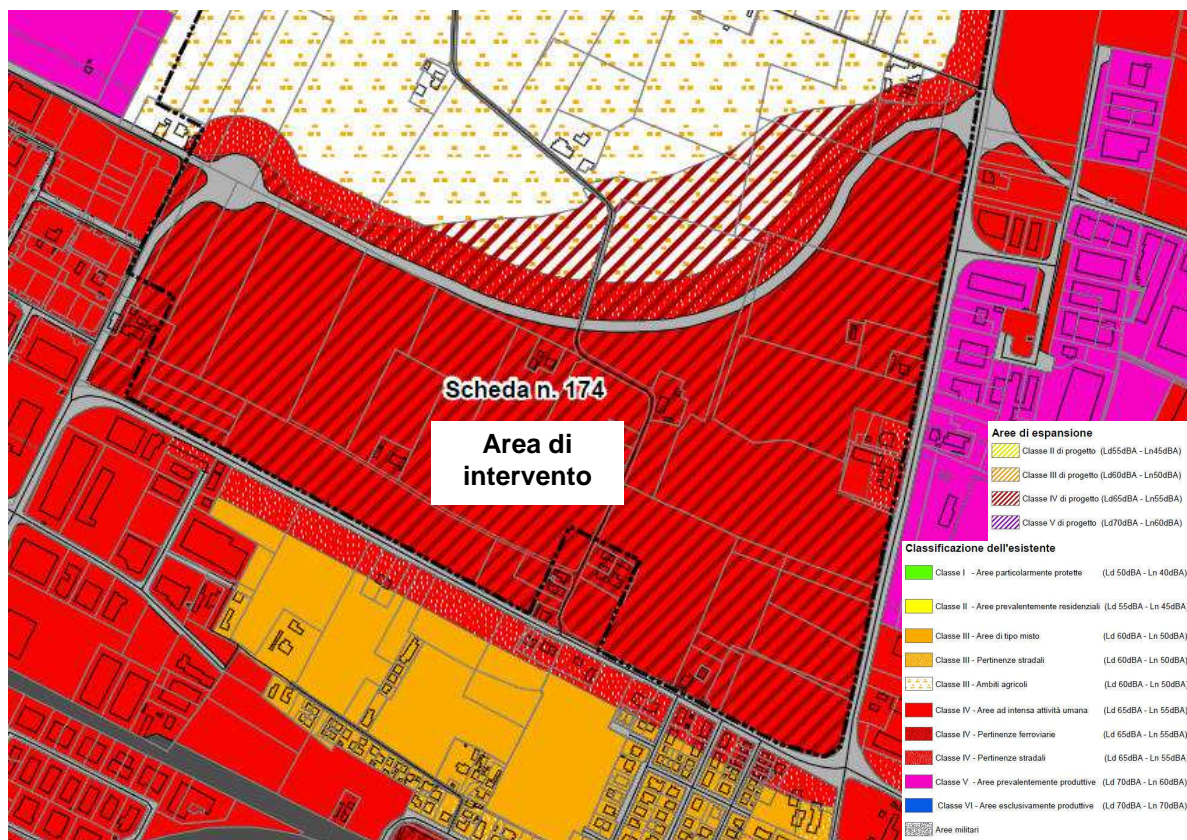 Scheda n. 174
Area di
intervento
Aree di espansione
Classe II di progetto (Ld55dBA - Ln45dBA)
Classe III di progetto (Ld60dBA - Ln50dBA)
Classe IV di progetto (Ld65dBA - Ln55dBA)
Classe V di progetto (Ld70dBA - Ln60dBA)
Classificazione dell'esistente
Classe I - Aree particolarmente protette (Ld 50dBA - Ln 40dBA)
Classe II - Aree prevalentemente residenziali (Ld 55dBA - Ln 45dBA)
Classe III - Aree di tipo misto (Ld 60dBA - Ln 50dBA)
Classe III - Pertinenze stradali (Ld 60dBA - Ln 50dBA)
Classe III - Ambiti agricoli (Ld 60dBA - Ln 50dBA)
Classe IV - Aree ad intensa attività umana (Ld 65dBA - Ln 55dBA)
Classe IV - Pertinenze ferroviarie (Ld 65dBA - Ln 55dBA)
Classe IV - Pertinenze stradali (Ld 65dBA - Ln 55dBA)
Classe V - Aree prevalentemente produttive (Ld 70dBA - Ln 60dBA)
Classe VI - Aree esclusivamente produttive (Ld 70dBA - Ln 70dBA)
Aree militari